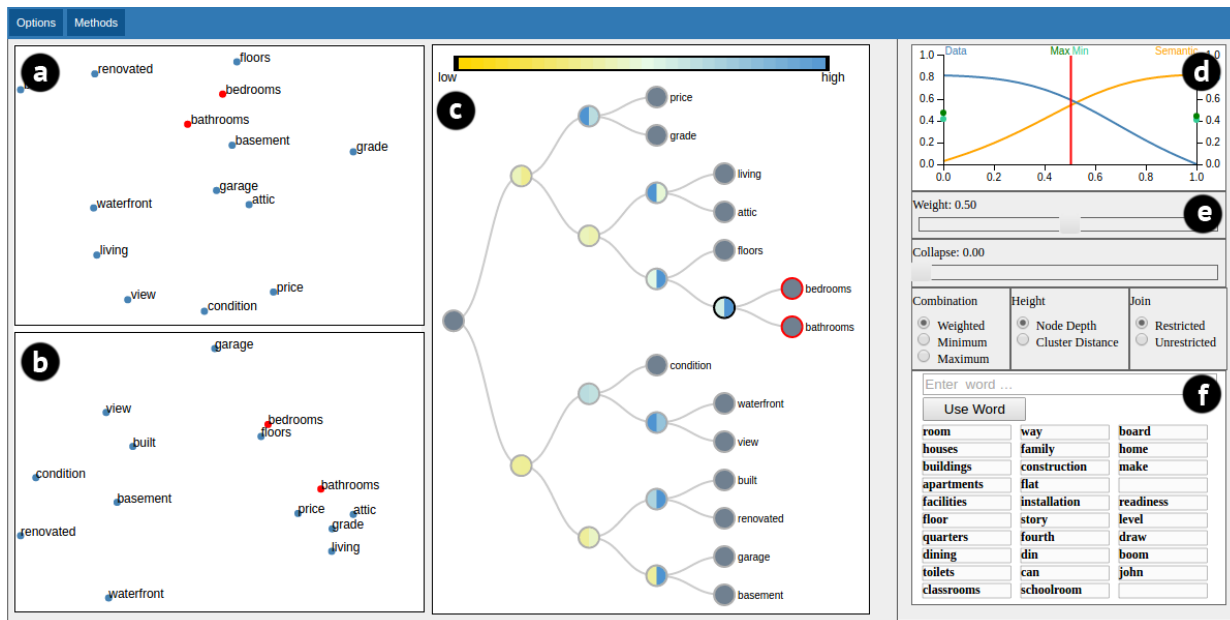 Options Methods
a
renovated
floors
bedrooms
bathrooms
basement
grade
garage
attic
waterfront
living
view
price
condition
b
garage
view
bedrooms
floors
built
condition
bathrooms
basement
price
attic
grade
renovated
living
waterfront
c
low
high
price
grade
living
attic
floors
bedrooms
bathrooms
condition
waterfront
view
built
renovated
garage
basement
d
Data Max Min Semantic
1.0 1.0
0.8
0.6 0.6
0.4 0.4
0.2 0.2
0.0 0.0
0.0 0.2 0.4 0.6 0.8 1.0
e
Weight: 0.50
Collapse: 0.00
Combination Height Join
Weighted Node Depth Restricted
Minimum Cluster Distance Unrestricted
Maximum
f
Enter word ...
Use Word
room way board
houses family home
buildings construction make
apartments flat
facilities installation readiness
floor story level
quarters fourth draw
dining din boom
toilets can john
classrooms schoolroom